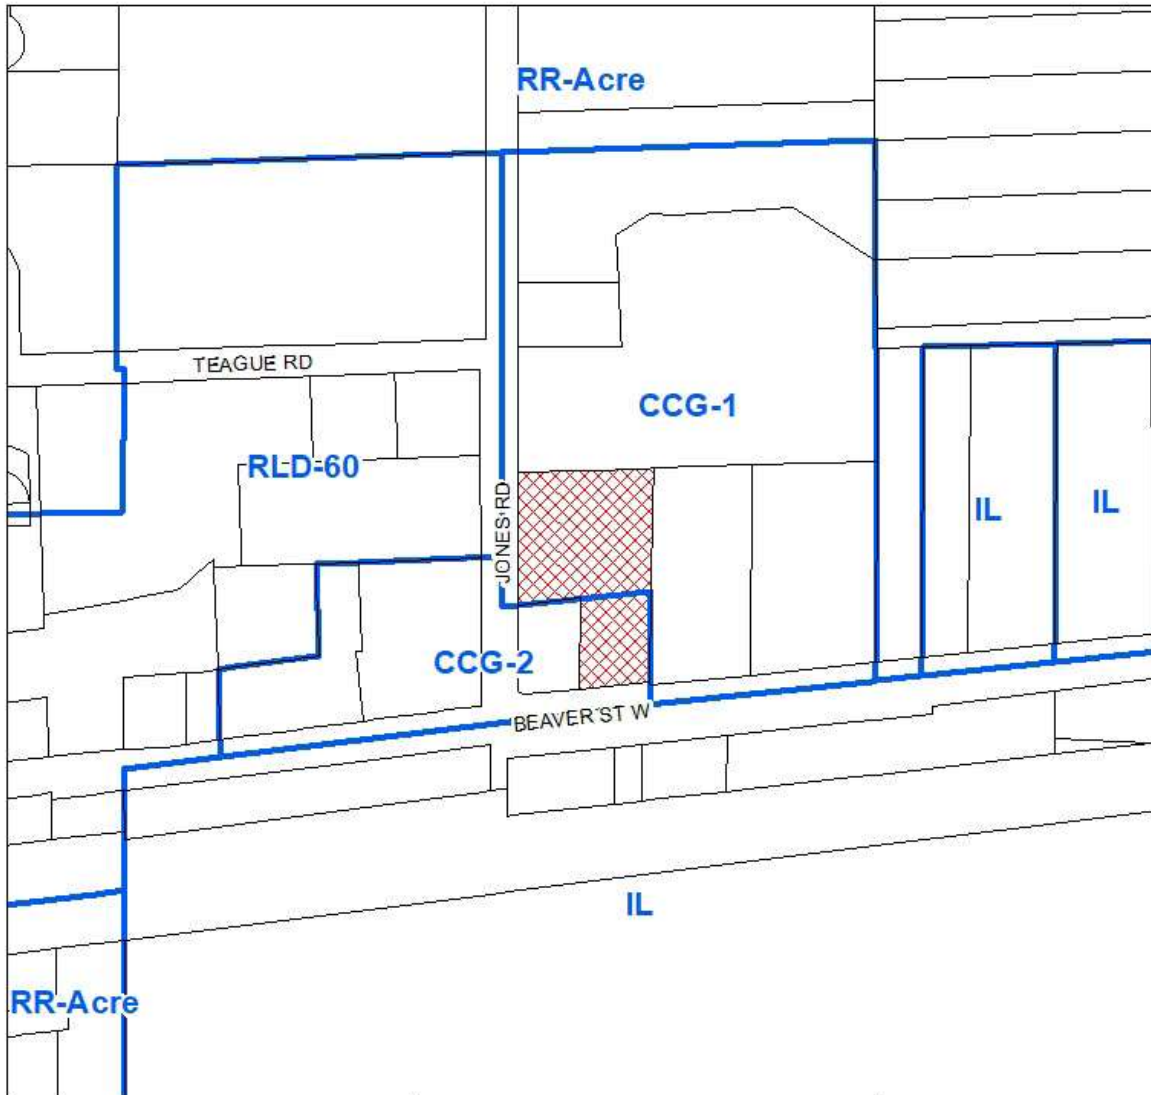 RR-Acre
TEAGUE RD
CCG-1
RLD-60
JONES RD
IL
IL
CCG-2
BEAVER ST W
IL
RR-Acre